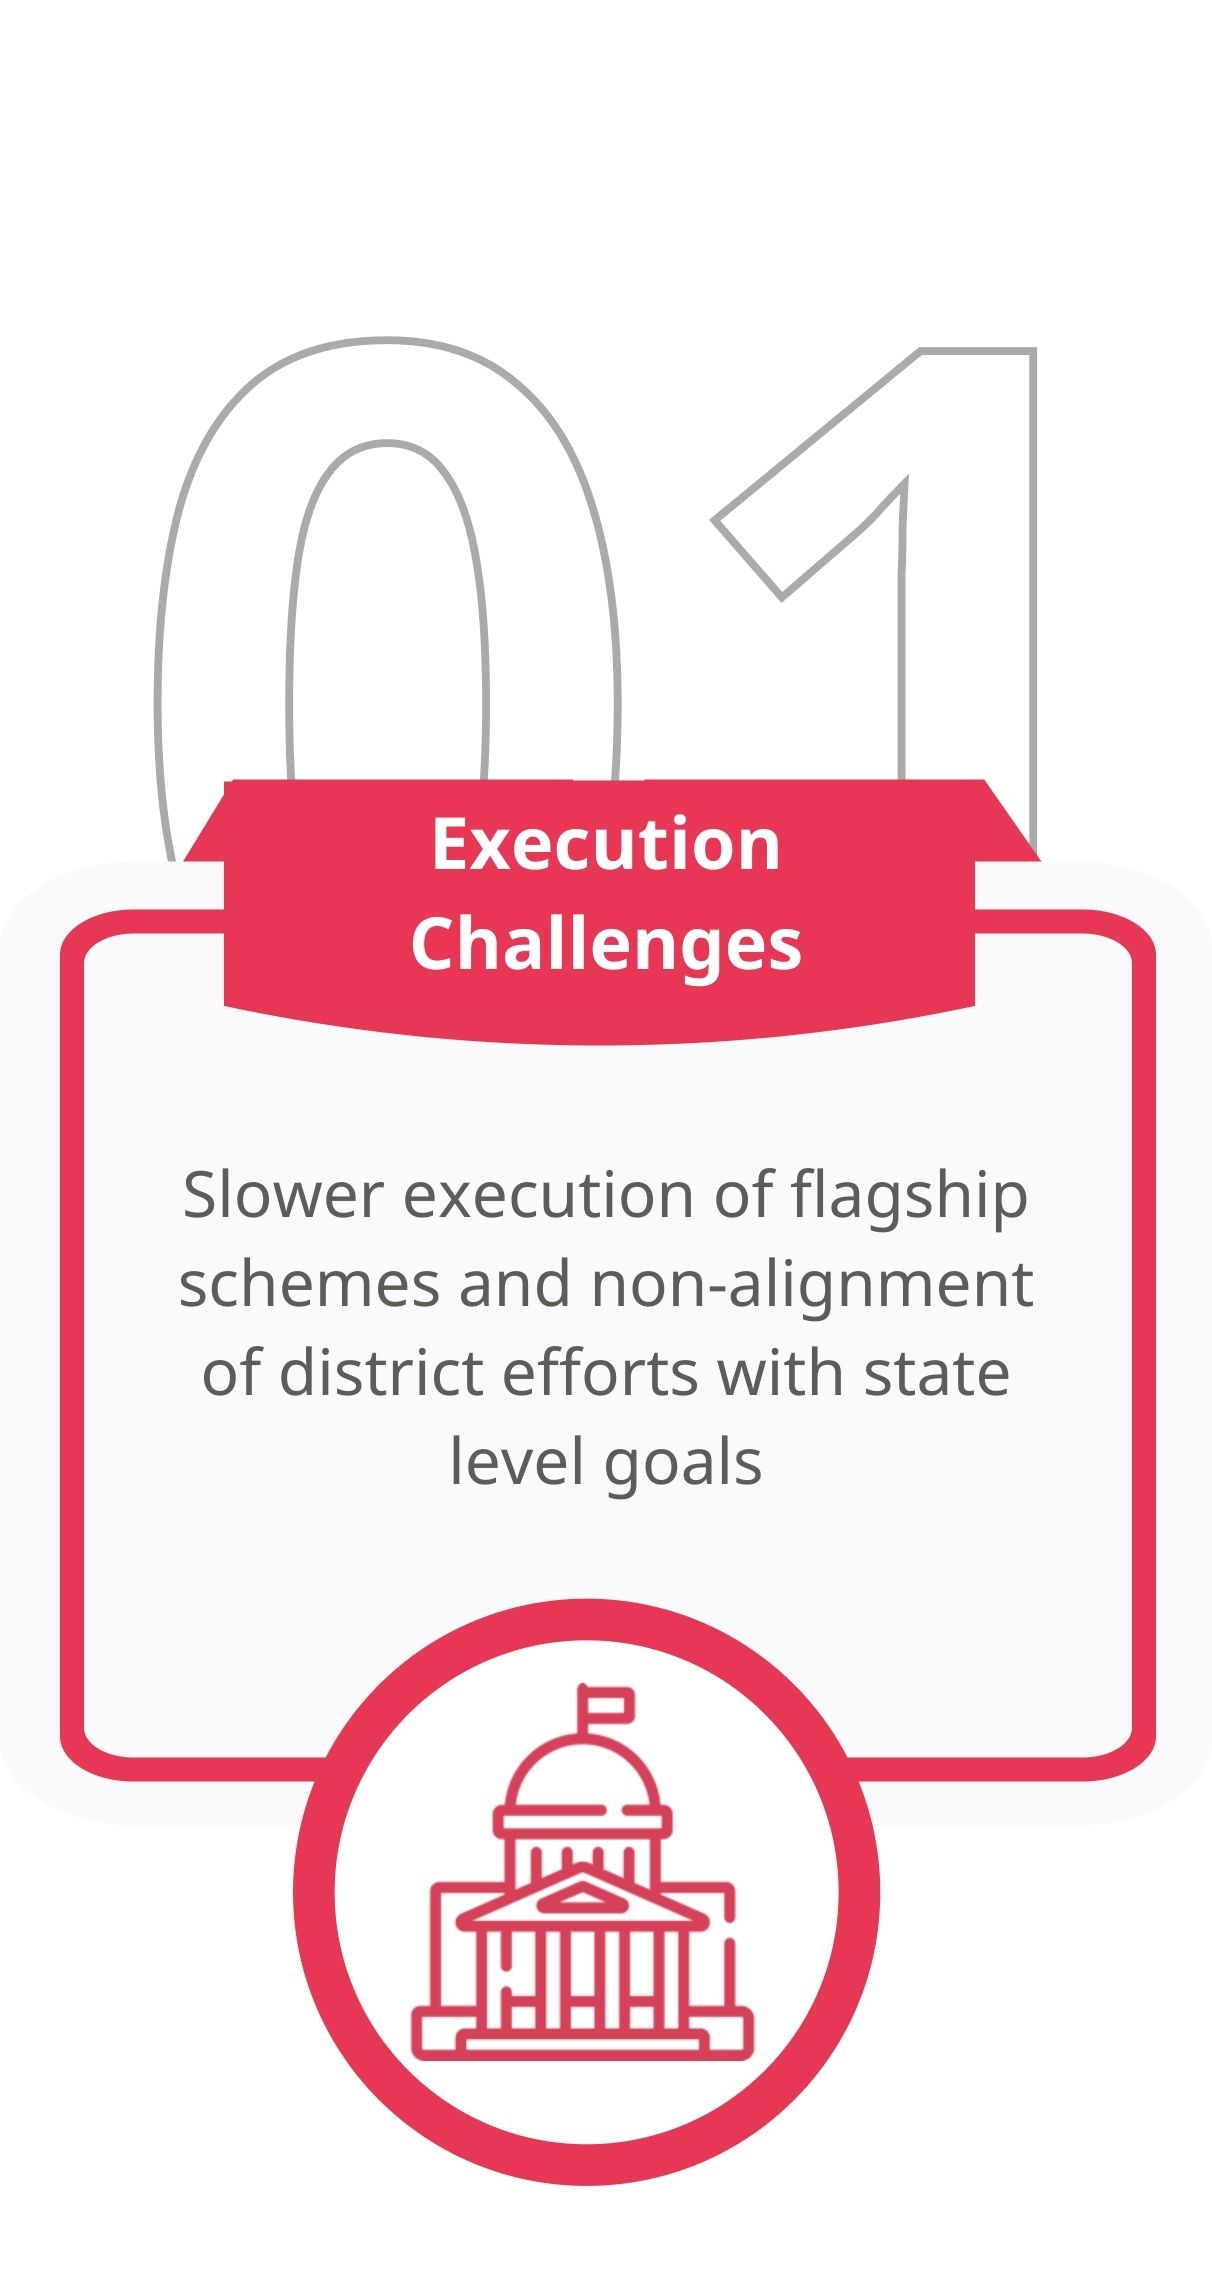 01
Execution
Challenges
Slower execution of flagship
schemes and non-alignment
of district efforts with state
level goals